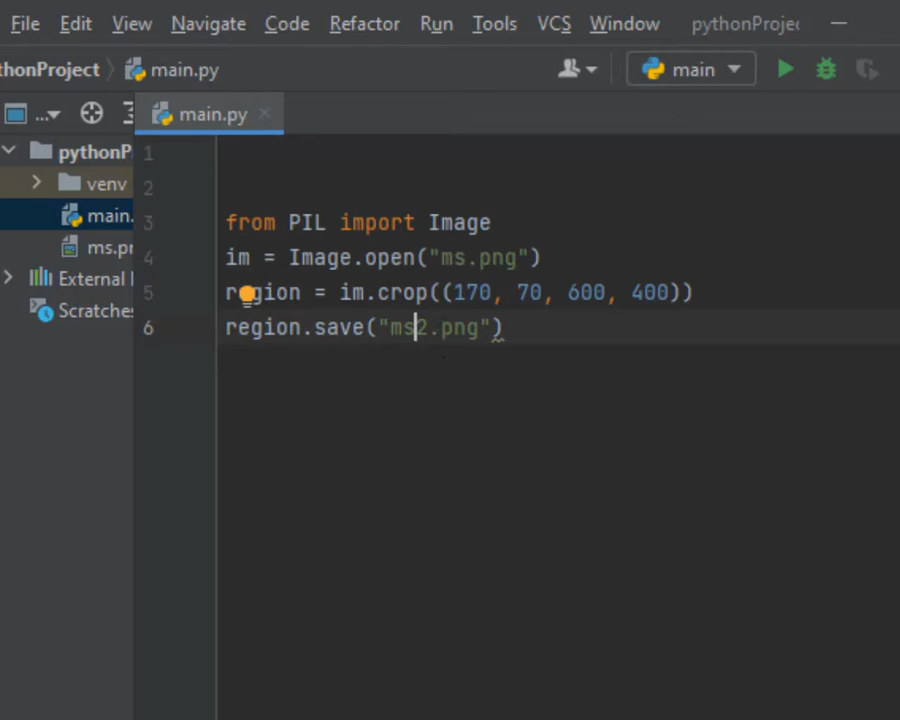 File Edit View Navigate Code Refactor Run Tools VCS Window pythonProjec
thonProject main.py main
... main.py
pythonP
venv
main.
ms.pr
External
Scratches
1
2
3 from PIL import Image
4 im = Image.open("ms.png")
5 region = im.crop((170, 70, 600, 400))
6 region.save("ms2.png")